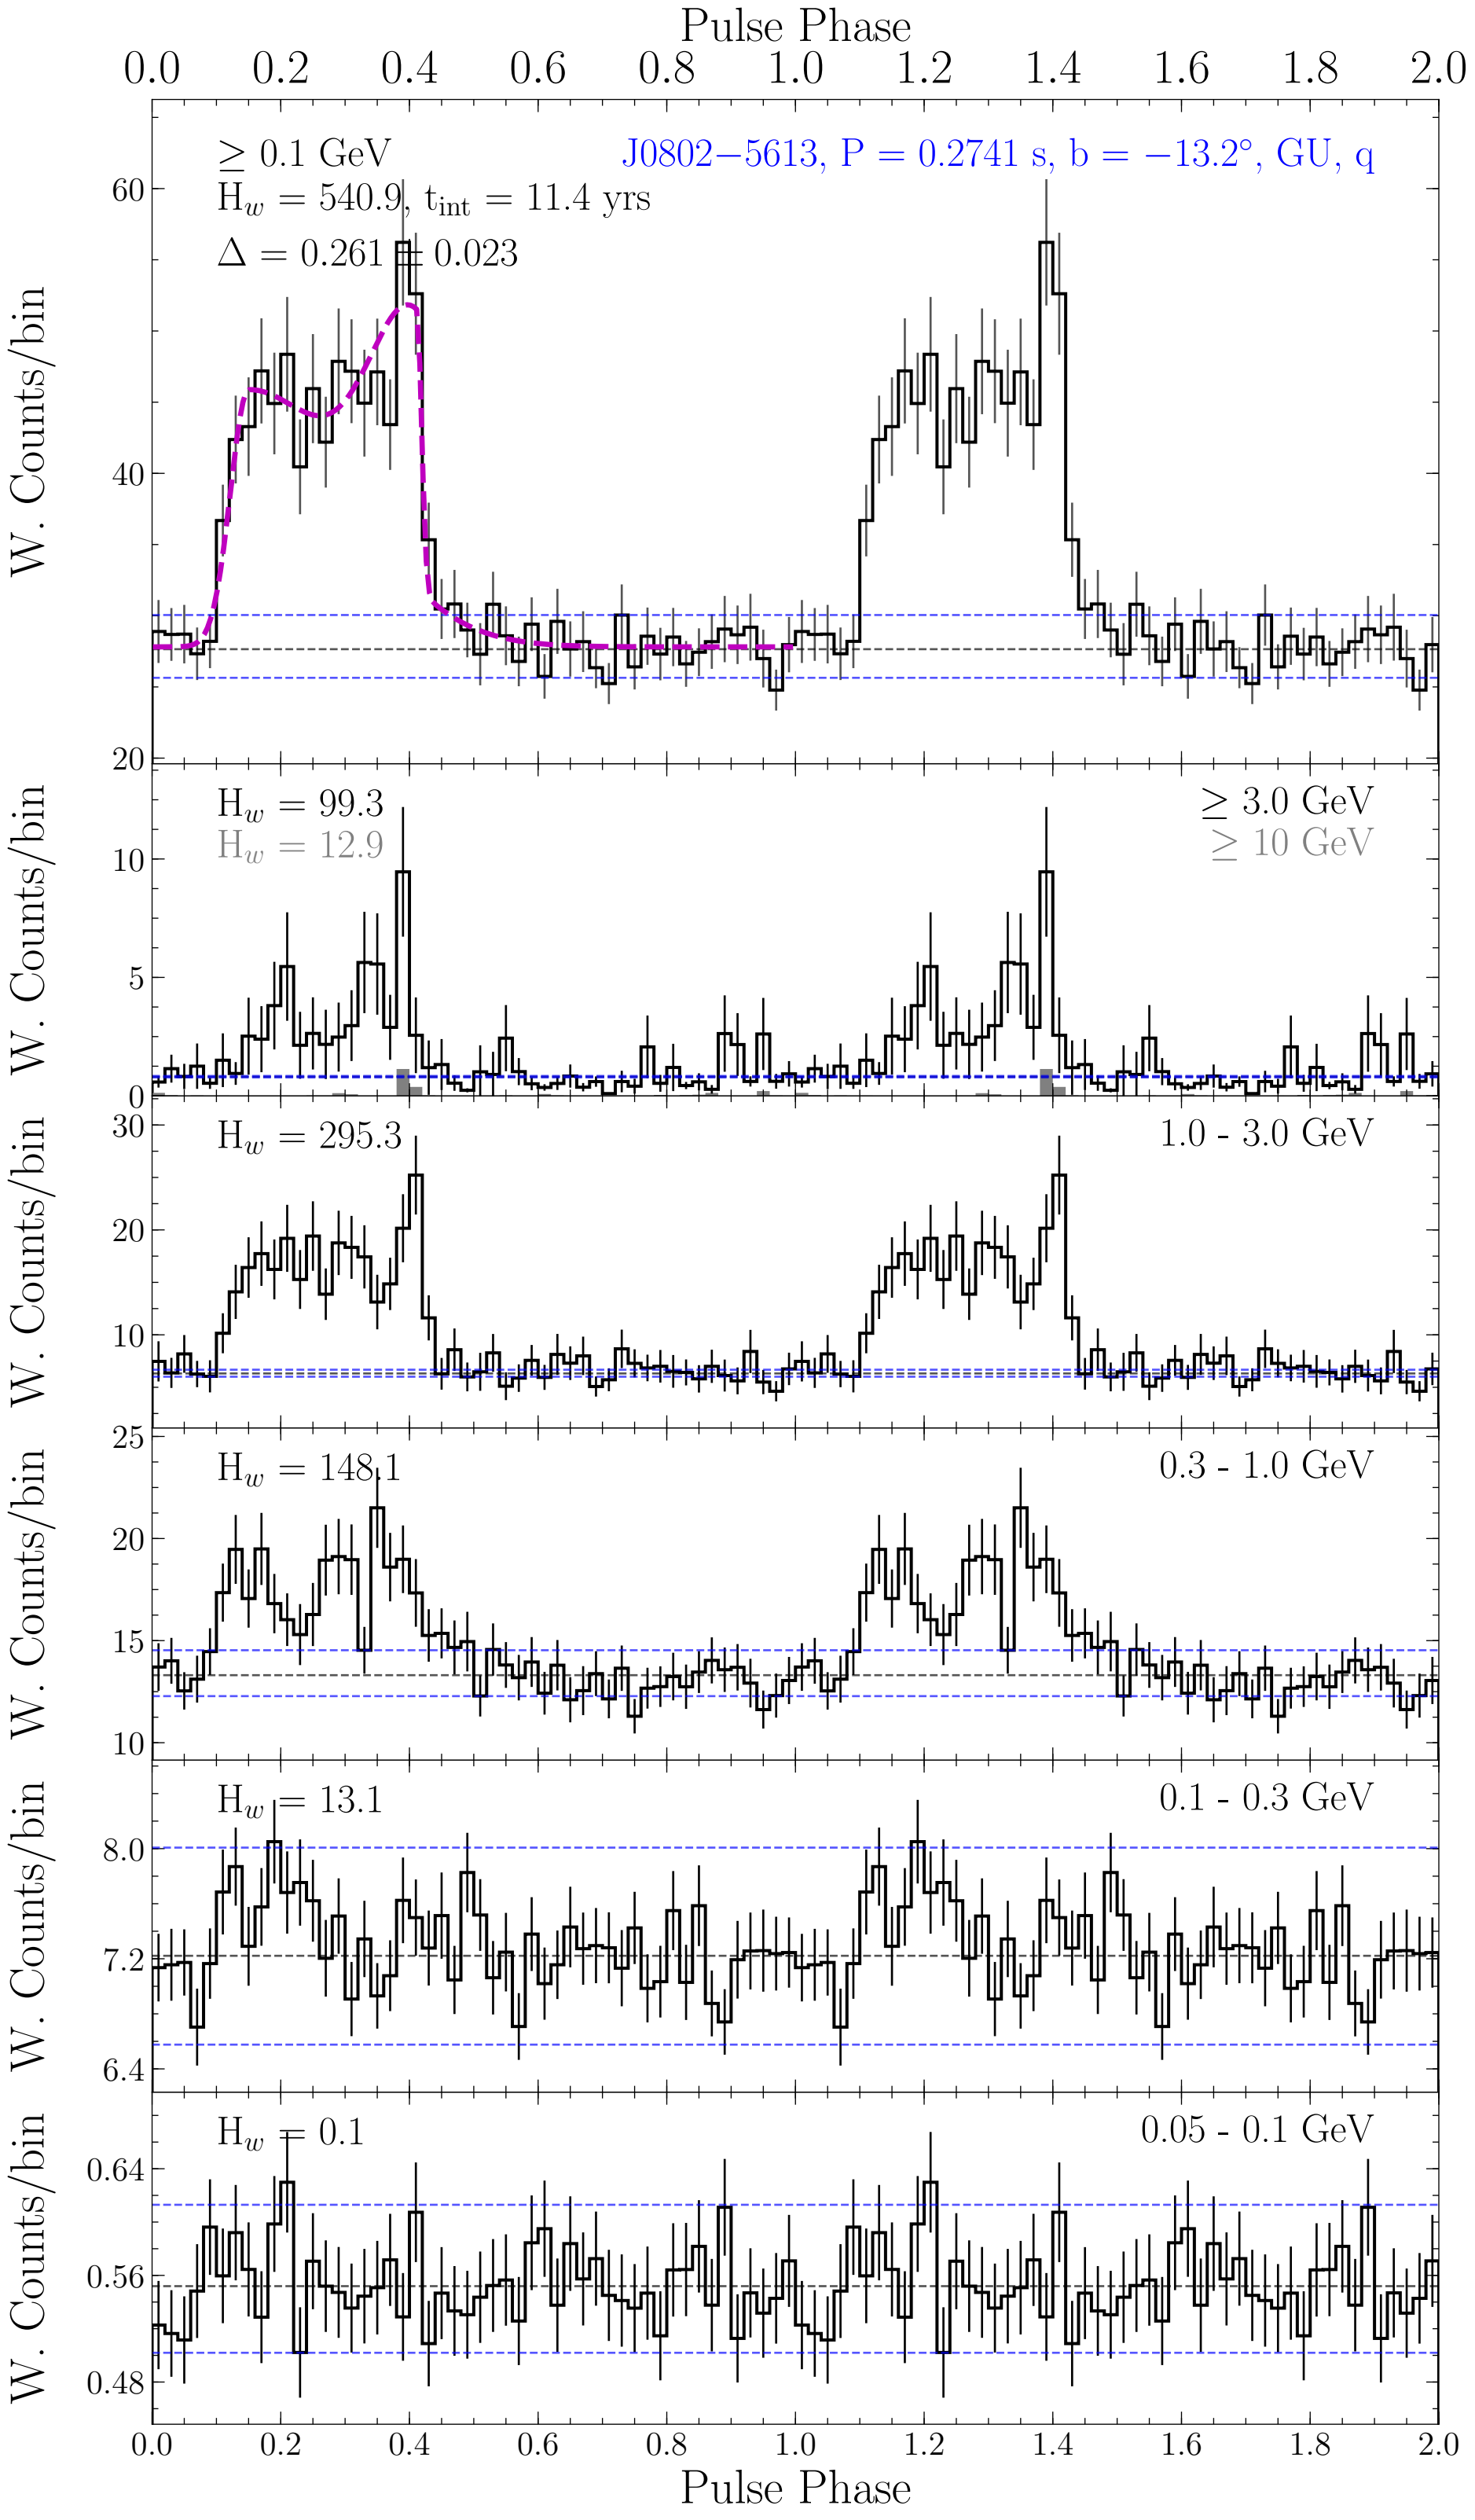 Pulse Phase
0.0 0.2 0.4 0.6 0.8 1.0 1.2 1.4 1.6 1.8 2.0
≥ 0.1 GeV
J0802−5613, P = 0.2741 s, b = −13.2°, GU, q
H_w = 540.9, t_int = 11.4 yrs
Δ = 0.261 ± 0.023
W. Counts/bin
60
40
20
H_w = 99.3
≥ 3.0 GeV
H_w = 12.9
≥ 10 GeV
W. Counts/bin
10
5
0
H_w = 295.3
1.0 - 3.0 GeV
W. Counts/bin
30
20
10
H_w = 148.1
0.3 - 1.0 GeV
W. Counts/bin
25
20
15
10
H_w = 13.1
0.1 - 0.3 GeV
W. Counts/bin
8.0
7.2
6.4
H_w = 0.1
0.05 - 0.1 GeV
W. Counts/bin
0.64
0.56
0.48
0.0 0.2 0.4 0.6 0.8 1.0 1.2 1.4 1.6 1.8 2.0
Pulse Phase